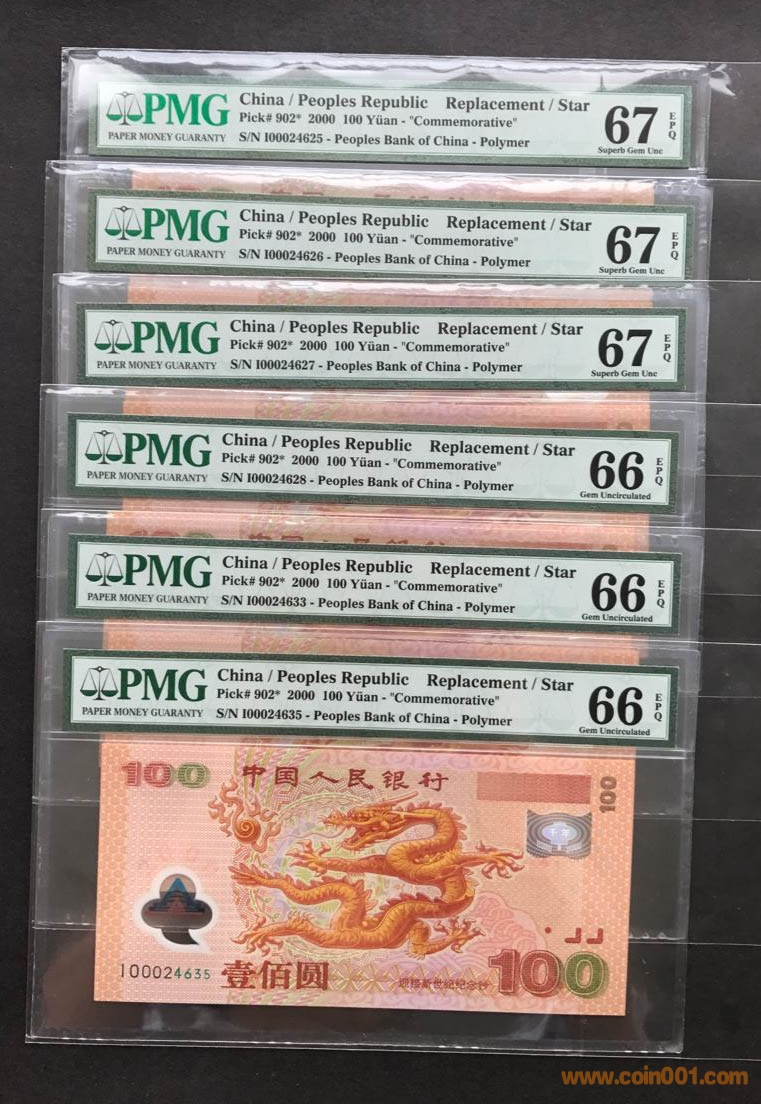 PMG
PAPER MONEY GUARANTY
China / Peoples Republic Replacement / Star
Pick# 902* 2000 100 Yüan - "Commemorative"
S/N I00024625 - Peoples Bank of China - Polymer
67
EPQ
Superb Gem Unc
PMG
PAPER MONEY GUARANTY
China / Peoples Republic Replacement / Star
Pick# 902* 2000 100 Yüan - "Commemorative"
S/N I00024626 - Peoples Bank of China - Polymer
67
EPQ
Superb Gem Unc
PMG
PAPER MONEY GUARANTY
China / Peoples Republic Replacement / Star
Pick# 902* 2000 100 Yüan - "Commemorative"
S/N I00024627 - Peoples Bank of China - Polymer
67
EPQ
Superb Gem Unc
PMG
PAPER MONEY GUARANTY
China / Peoples Republic Replacement / Star
Pick# 902* 2000 100 Yüan - "Commemorative"
S/N I00024628 - Peoples Bank of China - Polymer
66
EPQ
Gem Uncirculated
PMG
PAPER MONEY GUARANTY
China / Peoples Republic Replacement / Star
Pick# 902* 2000 100 Yüan - "Commemorative"
S/N I00024633 - Peoples Bank of China - Polymer
66
EPQ
Gem Uncirculated
PMG
PAPER MONEY GUARANTY
China / Peoples Republic Replacement / Star
Pick# 902* 2000 100 Yüan - "Commemorative"
S/N I00024635 - Peoples Bank of China - Polymer
66
EPQ
Gem Uncirculated
100 中国人民银行
100
千年
I00024635 壹佰圆
迎接新世纪纪念钞 100
www.coin001.com